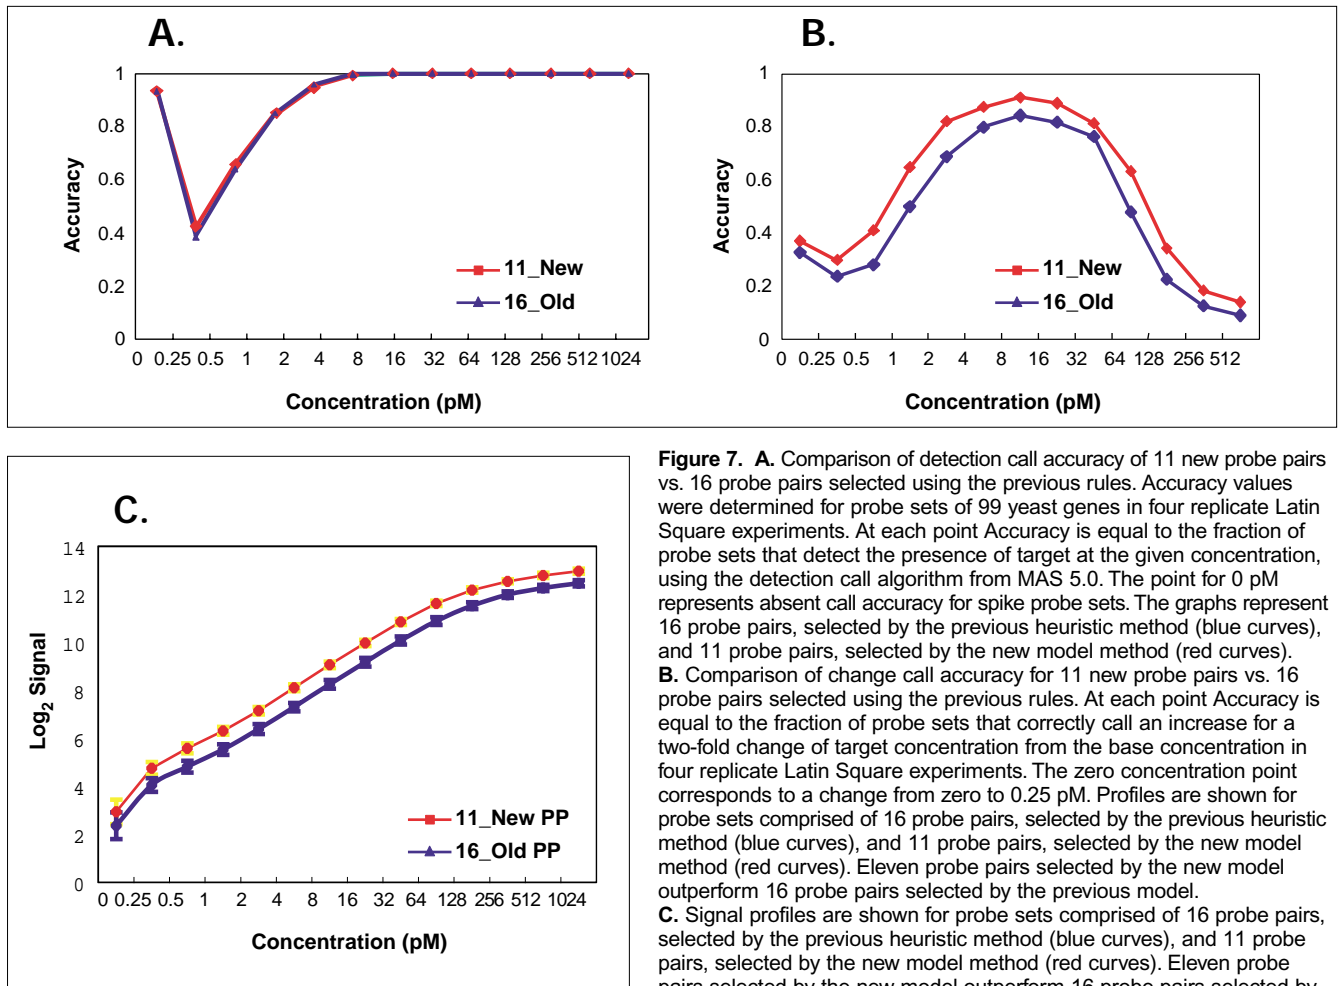 A.
1
0.8
0.6
0.4
0.2
0
Accuracy
11_New
16_Old
0 0.25 0.5 1 2 4 8 16 32 64 128 256 512 1024
Concentration (pM)
B.
1
0.8
0.6
0.4
0.2
0
Accuracy
11_New
16_Old
0 0.25 0.5 1 2 4 8 16 32 64 128 256 512
Concentration (pM)
C.
14
12
10
8
6
4
2
0
Log2 Signal
11_New PP
16_Old PP
0 0.25 0.5 1 2 4 8 16 32 64 128 256 512 1024
Concentration (pM)
Figure 7. A. Comparison of detection call accuracy of 11 new probe pairs
vs. 16 probe pairs selected using the previous rules. Accuracy values
were determined for probe sets of 99 yeast genes in four replicate Latin
Square experiments. At each point Accuracy is equal to the fraction of
probe sets that detect the presence of target at the given concentration,
using the detection call algorithm from MAS 5.0. The point for 0 pM
represents absent call accuracy for spike probe sets. The graphs represent
16 probe pairs, selected by the previous heuristic method (blue curves),
and 11 probe pairs, selected by the new model method (red curves).
B. Comparison of change call accuracy for 11 new probe pairs vs. 16
probe pairs selected using the previous rules. At each point Accuracy is
equal to the fraction of probe sets that correctly call an increase for a
two-fold change of target concentration from the base concentration in
four replicate Latin Square experiments. The zero concentration point
corresponds to a change from zero to 0.25 pM. Profiles are shown for
probe sets comprised of 16 probe pairs, selected by the previous heuristic
method (blue curves), and 11 probe pairs, selected by the new model
method (red curves). Eleven probe pairs selected by the new model
outperform 16 probe pairs selected by the previous model.
C. Signal profiles are shown for probe sets comprised of 16 probe pairs,
selected by the previous heuristic method (blue curves), and 11 probe
pairs, selected by the new model method (red curves). Eleven probe
pairs selected by the new model outperform 16 probe pairs selected by